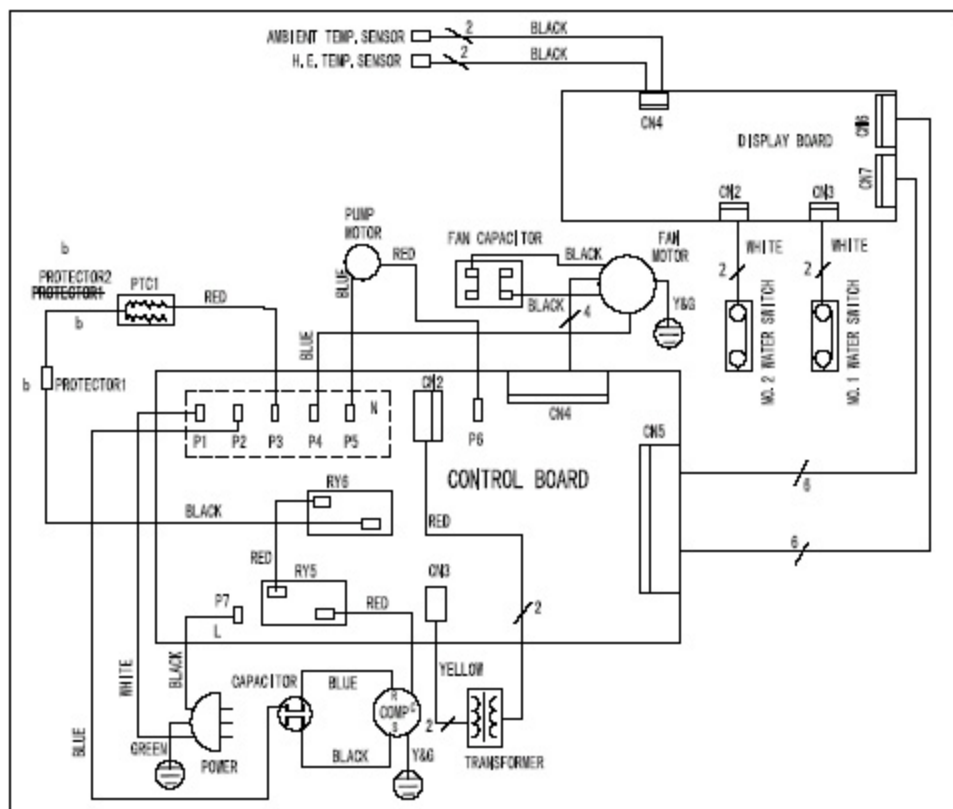 AMBIENT TEMP. SENSOR
2
BLACK
H.E. TEMP. SENSOR
2
BLACK
CN4
CN6
DISPLAY BOARD
CN7
CN2
CN3
PUMP
MOTOR
RED
FAN CAPACITOR
BLACK
FAN
MOTOR
WHITE
WHITE
2
2
b
PROTECTOR2
PROTECTOR1
PTC1
RED
BLUE
BLACK
4
Y&G
b
BLUE
NO.2 WATER SWITCH
NO.1 WATER SWITCH
b
PROTECTOR1
CN2
CN4
N
P1
P2
P3
P4
P5
P6
CN5
CONTROL BOARD
RY6
6
BLACK
RED
6
RED
RY5
CN3
RED
P7
2
L
WHITE
BLACK
YELLOW
CAPACITOR
BLUE
R
COMP
C
S
2
BLUE
GREEN
POWER
BLACK
Y&G
TRANSFORMER